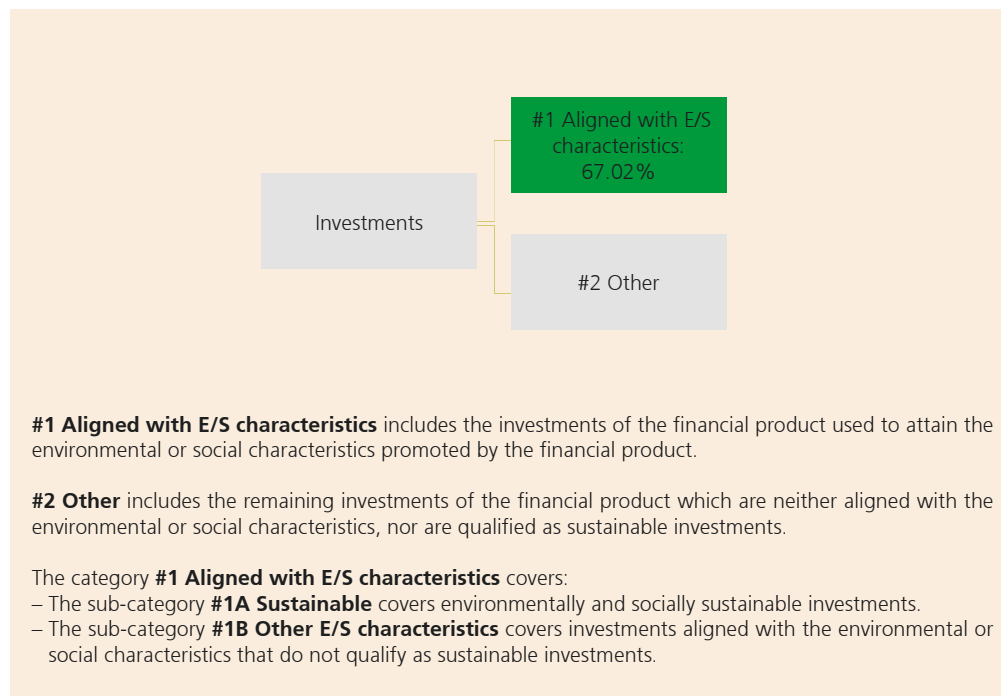 #1 Aligned with E/S
characteristics:
67.02%
Investments
#2 Other
#1 Aligned with E/S characteristics includes the investments of the financial product used to attain the
environmental or social characteristics promoted by the financial product.
#2 Other includes the remaining investments of the financial product which are neither aligned with the
environmental or social characteristics, nor are qualified as sustainable investments.
The category #1 Aligned with E/S characteristics covers:
– The sub-category #1A Sustainable covers environmentally and socially sustainable investments.
– The sub-category #1B Other E/S characteristics covers investments aligned with the environmental or
social characteristics that do not qualify as sustainable investments.